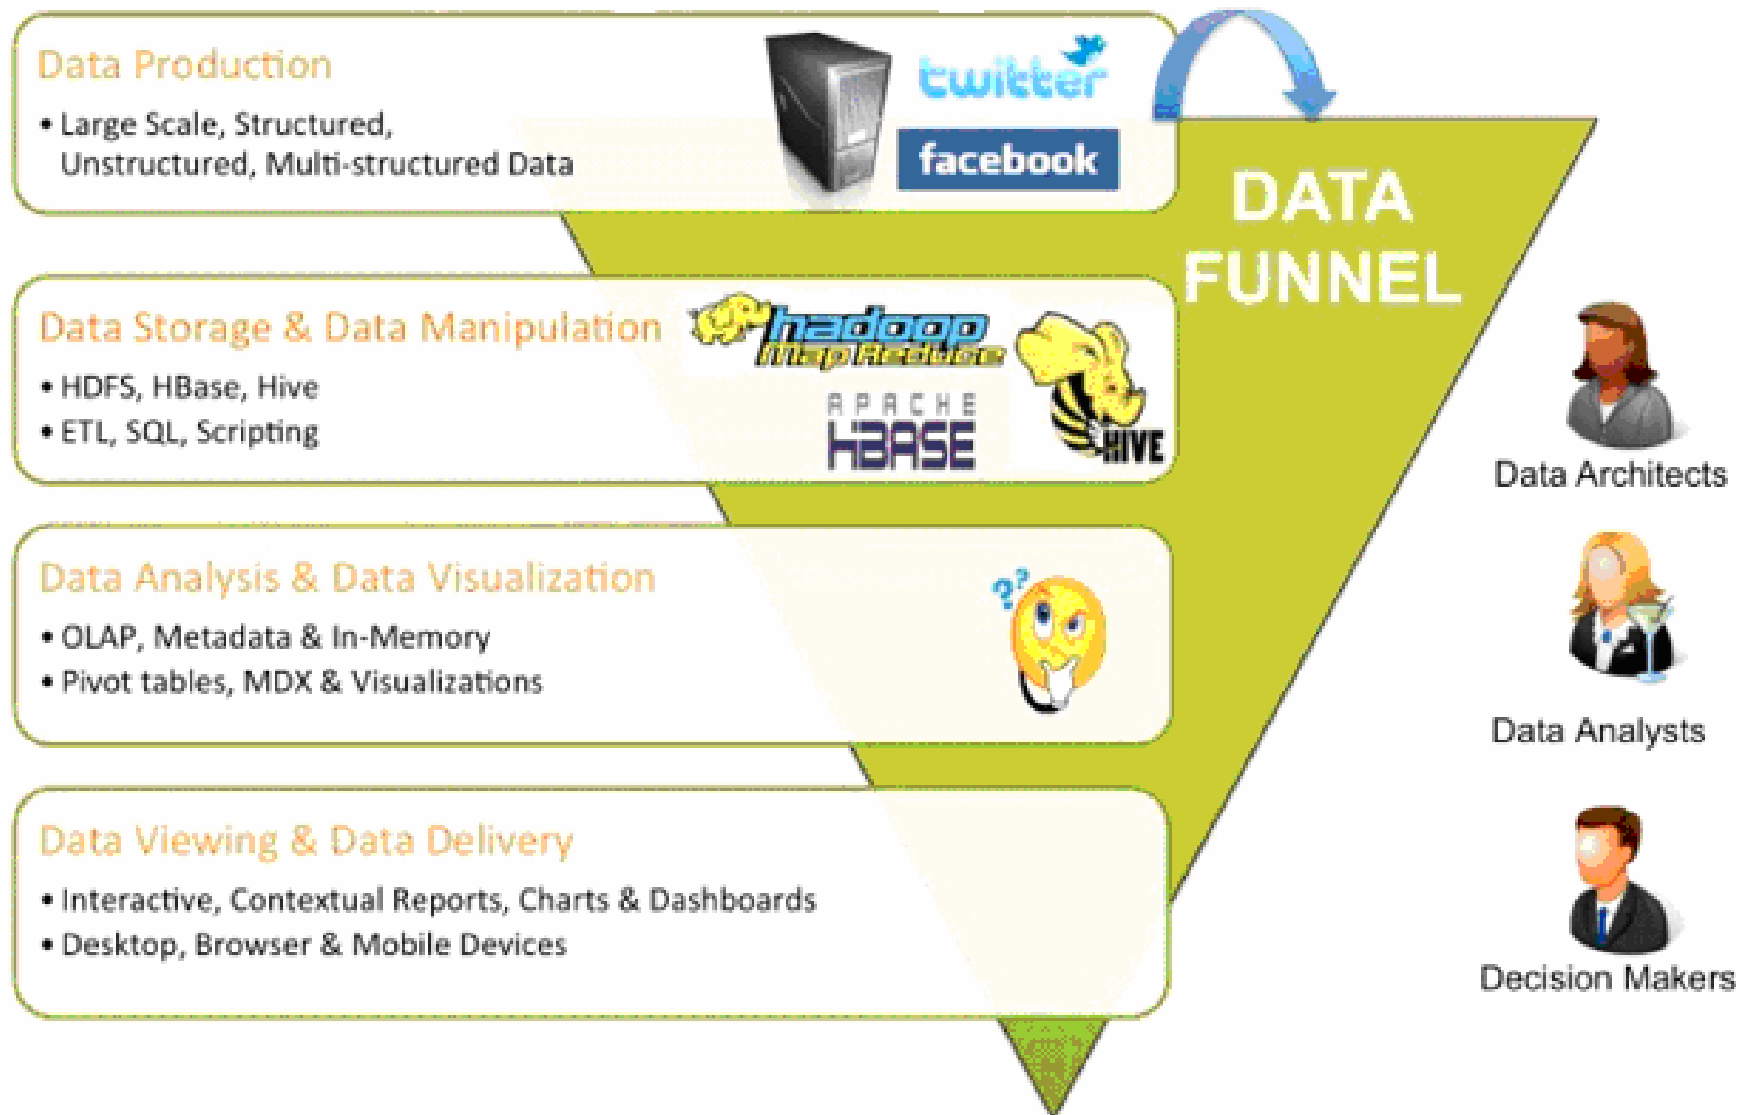 Data Production
• Large Scale, Structured,
Unstructured, Multi-structured Data
twitter
facebook
DATA
FUNNEL
Data Storage & Data Manipulation
• HDFS, HBase, Hive
• ETL, SQL, Scripting
hadoop
Map Reduce
APACHE
HBASE
HIVE
Data Architects
Data Analysis & Data Visualization
• OLAP, Metadata & In-Memory
• Pivot tables, MDX & Visualizations
??
Data Analysts
Data Viewing & Data Delivery
• Interactive, Contextual Reports, Charts & Dashboards
• Desktop, Browser & Mobile Devices
Decision Makers